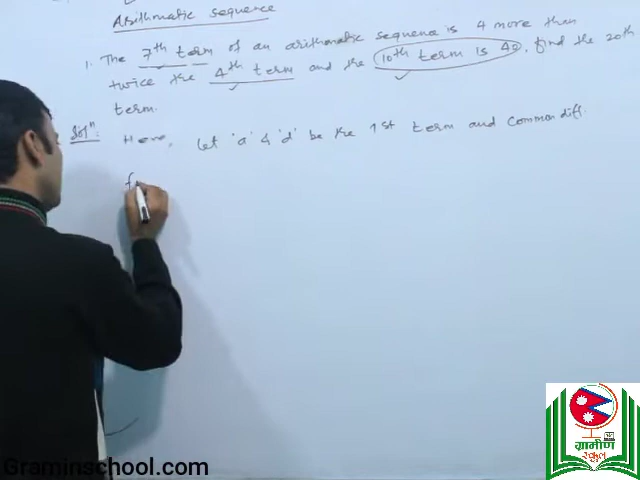 Arithmatic sequence
1. The 7th term of an arithmatic sequence is 4 more than
twice the 4th term and the 10th term is 40, find the 20th
term.
Solⁿ:
Here, let 'a' & 'd' be the 1st term and common diff.
f
ग्रामीण
स्कुल
Graminschool.com